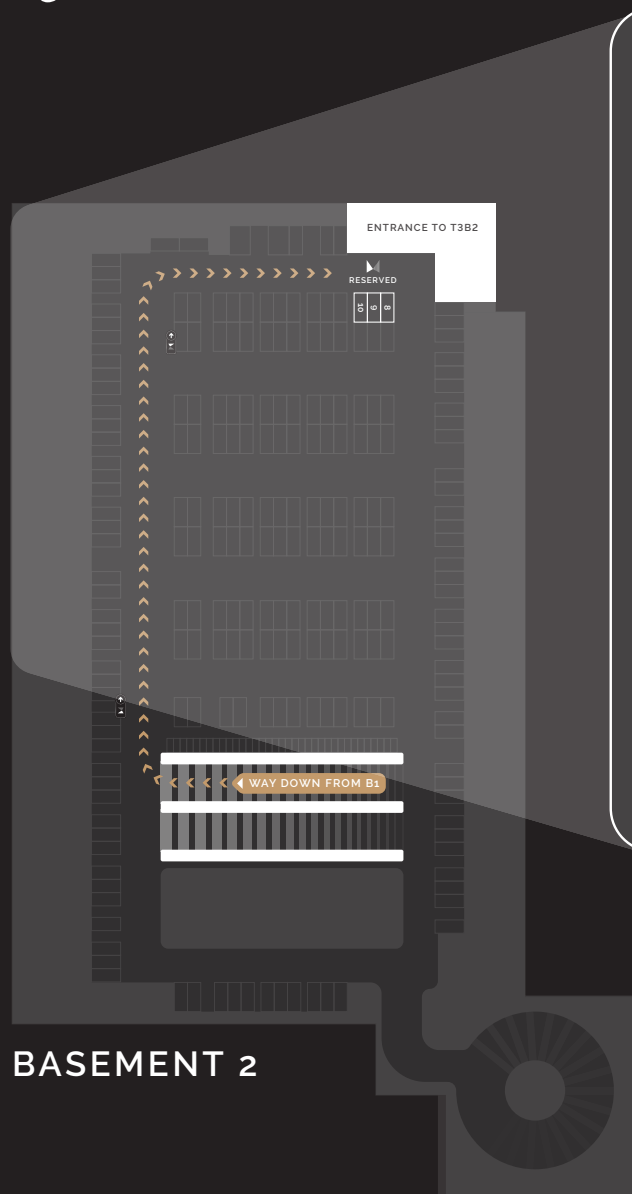 ENTRANCE TO T3B2
RESERVED
10 9 8
WAY DOWN FROM B1
BASEMENT 2